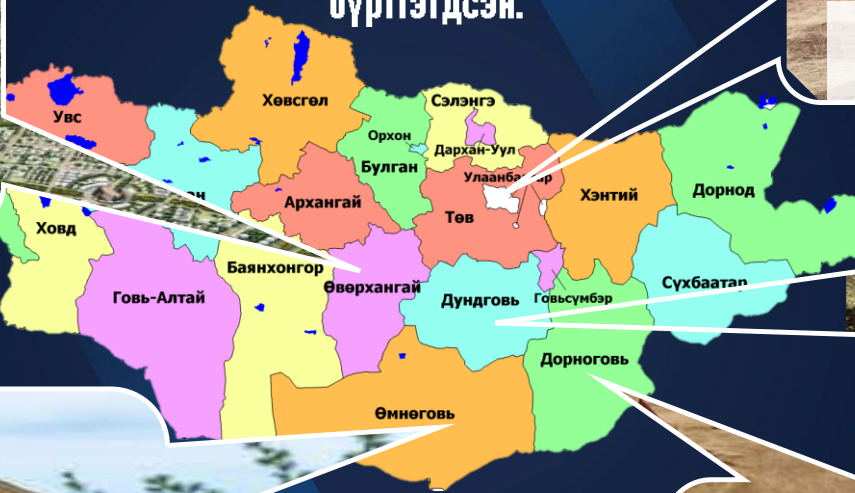 бүртгэгдсэн.
Хөвсгөл
Сэлэнгэ
Увс
Орхон
Дархан-Уул
Булган
Архангай
Төв
Хэнтий
Дорнод
Ховд
Баянхонгор
Өвөрхангай
Говь-Алтай
Дундговь
Говьсүмбэр
Сүхбаатар
Дорноговь
Өмнөговь